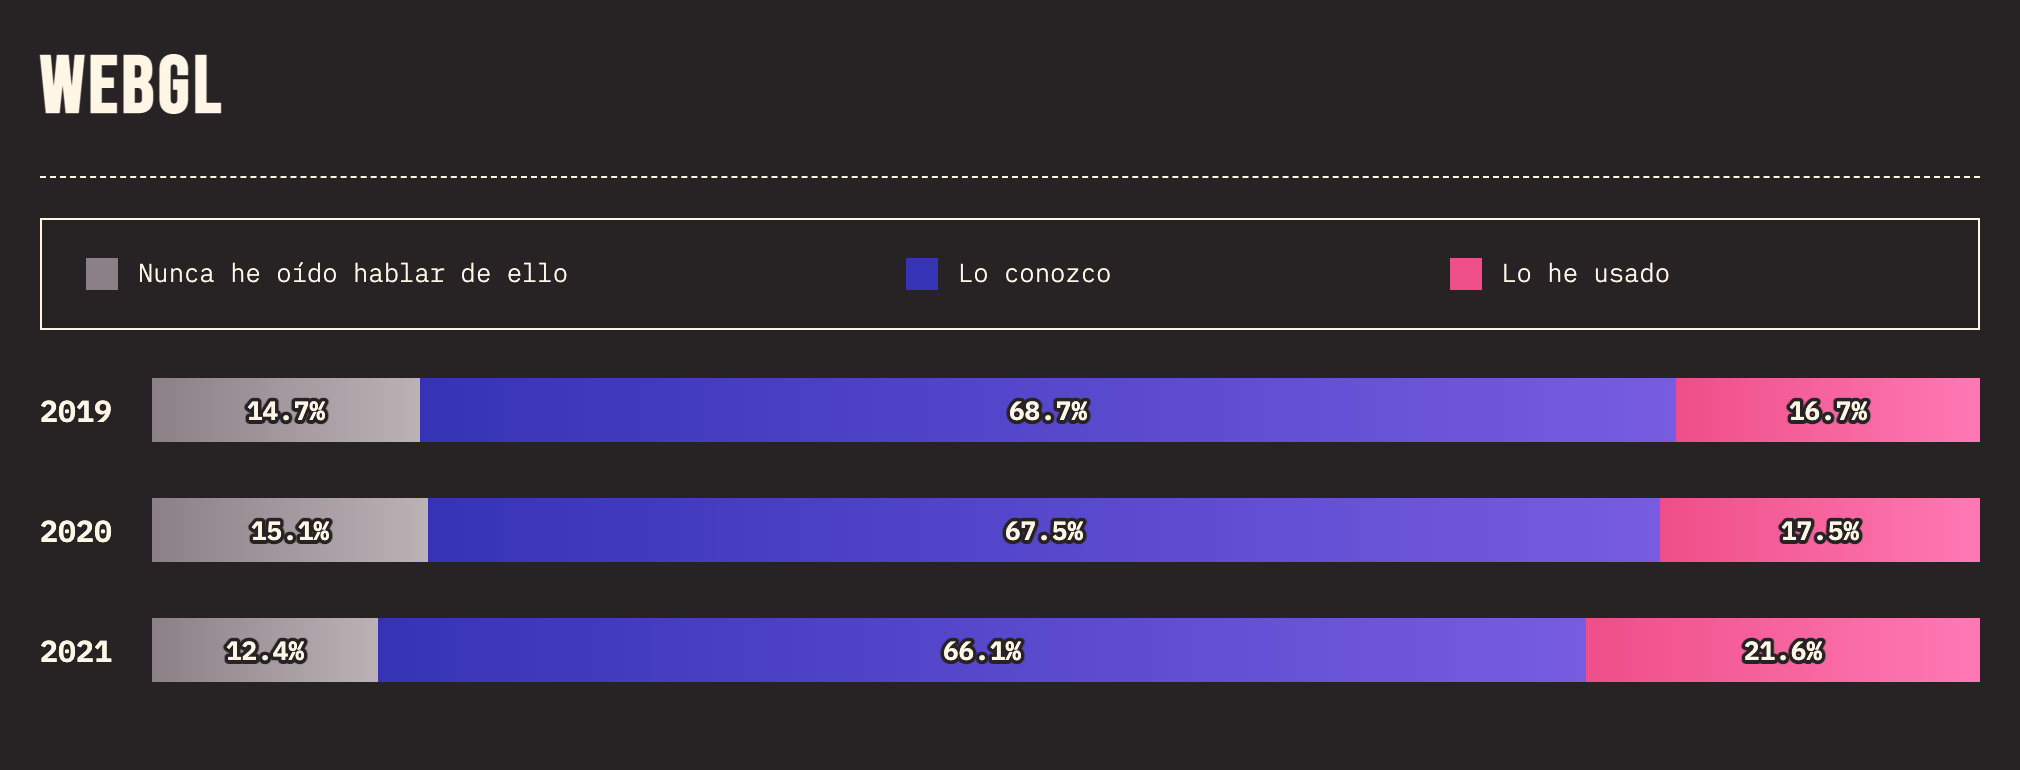 WEBGL
Nunca he oído hablar de ello Lo conozco Lo he usado
2019 14.7% 68.7% 16.7%
2020 15.1% 67.5% 17.5%
2021 12.4% 66.1% 21.6%